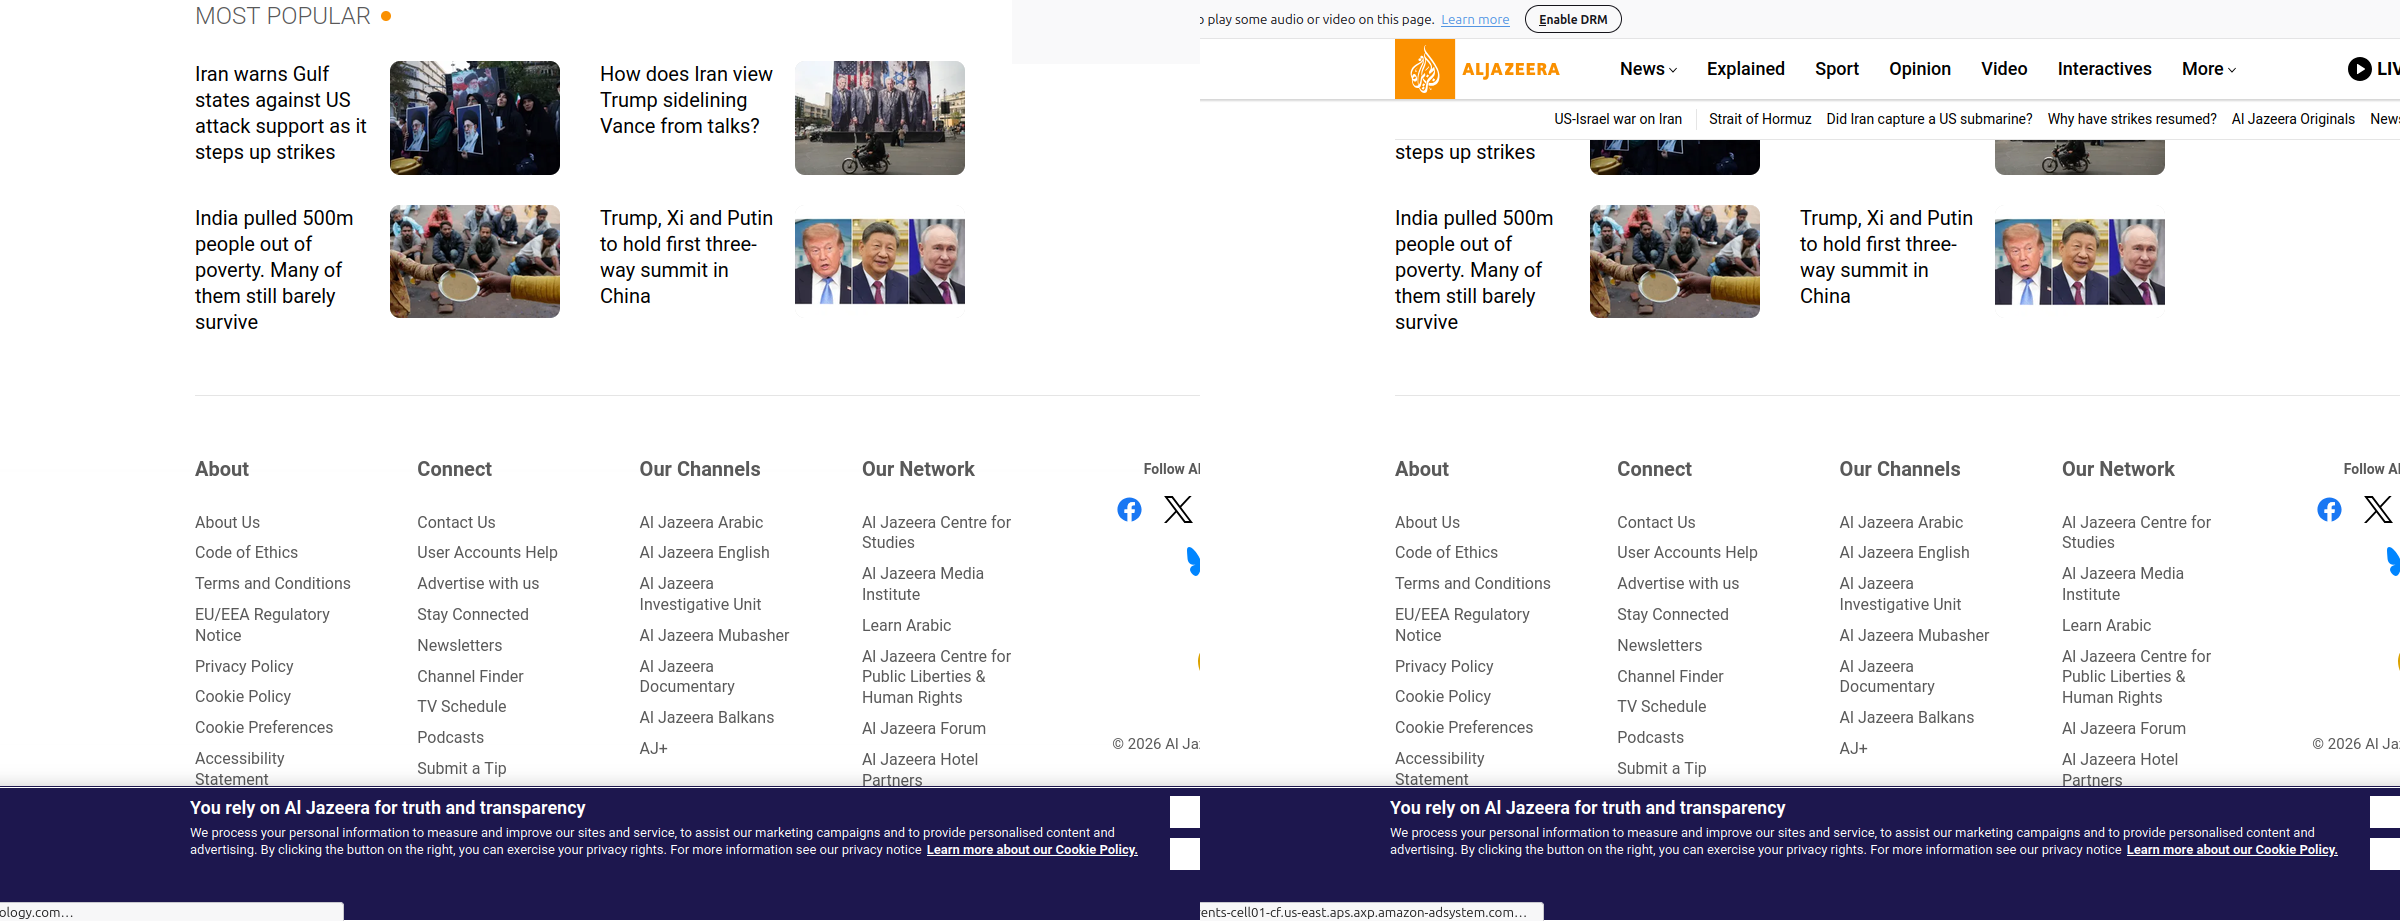 MOST POPULAR
Iran warns Gulf
states against US
attack support as it
steps up strikes
How does Iran view
Trump sidelining
Vance from talks?
India pulled 500m
people out of
poverty. Many of
them still barely
survive
Trump, Xi and Putin
to hold first three-
way summit in
China
About
About Us
Code of Ethics
Terms and Conditions
EU/EEA Regulatory
Notice
Privacy Policy
Cookie Policy
Cookie Preferences
Accessibility
Statement
Connect
Contact Us
User Accounts Help
Advertise with us
Stay Connected
Newsletters
Channel Finder
TV Schedule
Podcasts
Submit a Tip
Our Channels
Al Jazeera Arabic
Al Jazeera English
Al Jazeera
Investigative Unit
Al Jazeera Mubasher
Al Jazeera
Documentary
Al Jazeera Balkans
AJ+
Our Network
Al Jazeera Centre for
Studies
Al Jazeera Media
Institute
Learn Arabic
Al Jazeera Centre for
Public Liberties &
Human Rights
Al Jazeera Forum
Al Jazeera Hotel
Partners
Follow Al
© 2026 Al Ja
You rely on Al Jazeera for truth and transparency
We process your personal information to measure and improve our sites and service, to assist our marketing campaigns and to provide personalised content and
advertising. By clicking the button on the right, you can exercise your privacy rights. For more information see our privacy notice Learn more about our Cookie Policy.
ology.com…
o play some audio or video on this page. Learn more Enable DRM
ALJAZEERA News Explained Sport Opinion Video Interactives More LIV
US-Israel war on Iran Strait of Hormuz Did Iran capture a US submarine? Why have strikes resumed? Al Jazeera Originals News
steps up strikes
India pulled 500m
people out of
poverty. Many of
them still barely
survive
Trump, Xi and Putin
to hold first three-
way summit in
China
About
About Us
Code of Ethics
Terms and Conditions
EU/EEA Regulatory
Notice
Privacy Policy
Cookie Policy
Cookie Preferences
Accessibility
Statement
Connect
Contact Us
User Accounts Help
Advertise with us
Stay Connected
Newsletters
Channel Finder
TV Schedule
Podcasts
Submit a Tip
Our Channels
Al Jazeera Arabic
Al Jazeera English
Al Jazeera
Investigative Unit
Al Jazeera Mubasher
Al Jazeera
Documentary
Al Jazeera Balkans
AJ+
Our Network
Al Jazeera Centre for
Studies
Al Jazeera Media
Institute
Learn Arabic
Al Jazeera Centre for
Public Liberties &
Human Rights
Al Jazeera Forum
Al Jazeera Hotel
Partners
Follow Al
© 2026 Al Ja
You rely on Al Jazeera for truth and transparency
We process your personal information to measure and improve our sites and service, to assist our marketing campaigns and to provide personalised content and
advertising. By clicking the button on the right, you can exercise your privacy rights. For more information see our privacy notice Learn more about our Cookie Policy.
ents-cell01-cf.us-east.aps.axp.amazon-adsystem.com…